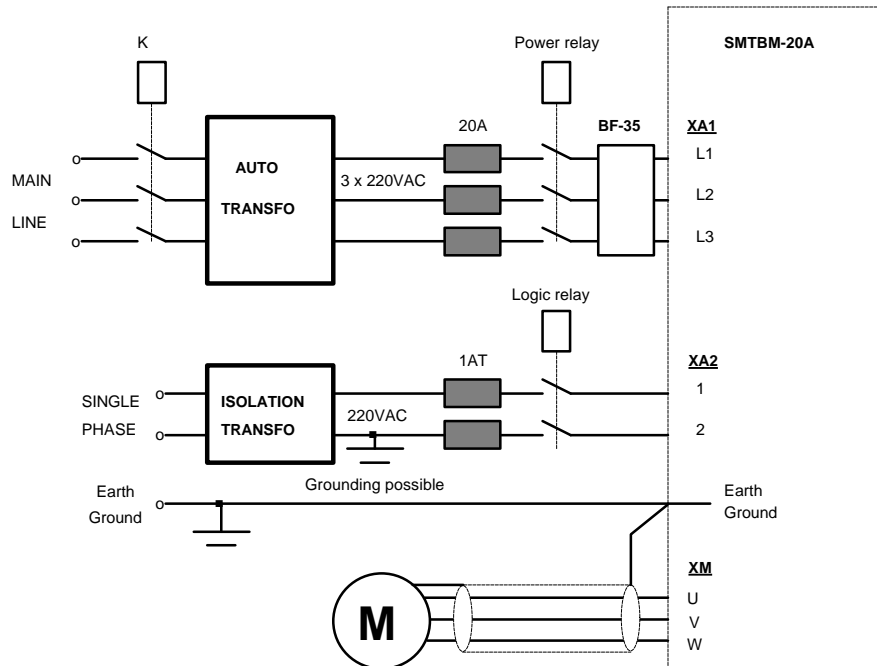 K
Power relay
SMTBM-20A
20A
BF-35
XA1
L1
MAIN
AUTO
3 x 220VAC
L2
TRANSFO
LINE
L3
Logic relay
1AT
XA2
SINGLE
ISOLATION
1
220VAC
PHASE
TRANSFO
2
Grounding possible
Earth
Ground
Earth
Ground
XM
U
M
V
W